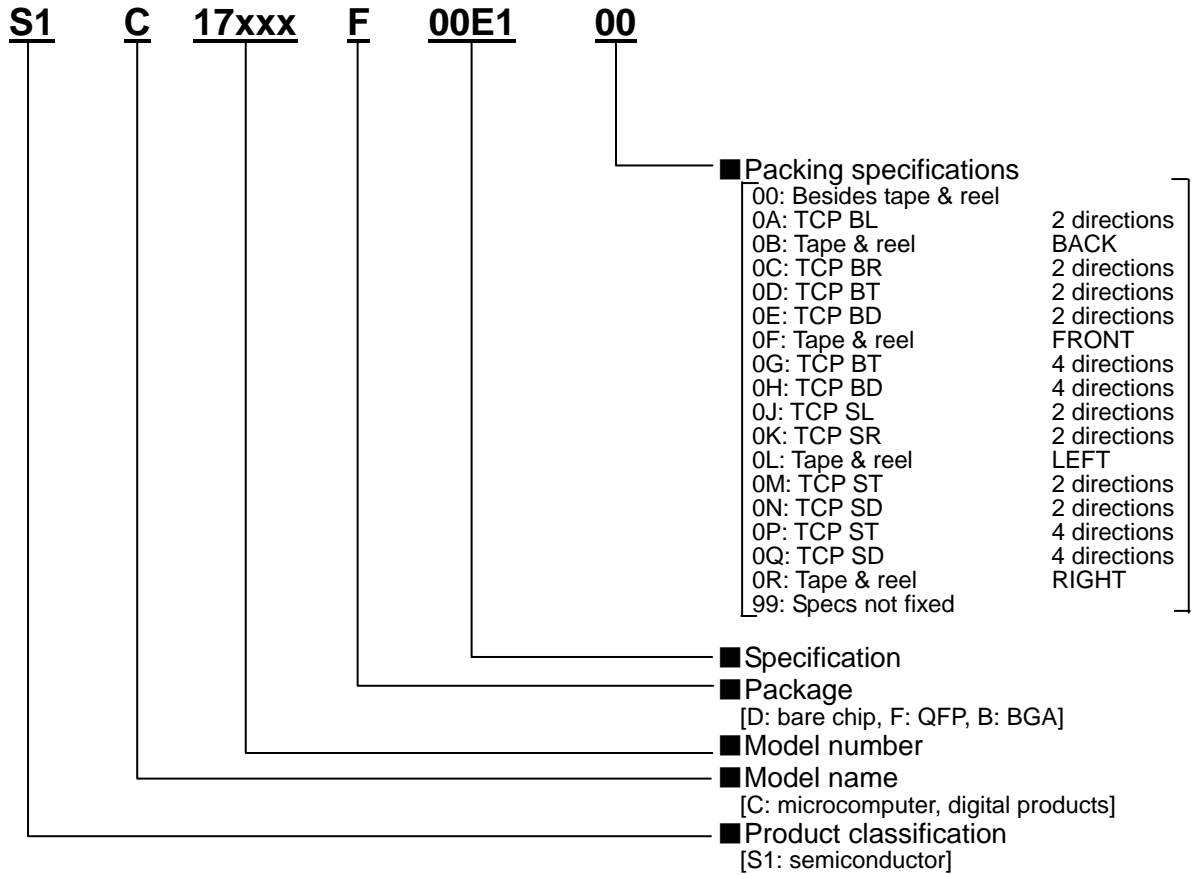 S1 C 17xxx F 00E1 00
■Packing specifications
00: Besides tape & reel
0A: TCP BL 2 directions
0B: Tape & reel BACK
0C: TCP BR 2 directions
0D: TCP BT 2 directions
0E: TCP BD 2 directions
0F: Tape & reel FRONT
0G: TCP BT 4 directions
0H: TCP BD 4 directions
0J: TCP SL 2 directions
0K: TCP SR 2 directions
0L: Tape & reel LEFT
0M: TCP ST 2 directions
0N: TCP SD 2 directions
0P: TCP ST 4 directions
0Q: TCP SD 4 directions
0R: Tape & reel RIGHT
99: Specs not fixed
■Specification
■Package
[D: bare chip, F: QFP, B: BGA]
■Model number
■Model name
[C: microcomputer, digital products]
■Product classification
[S1: semiconductor]